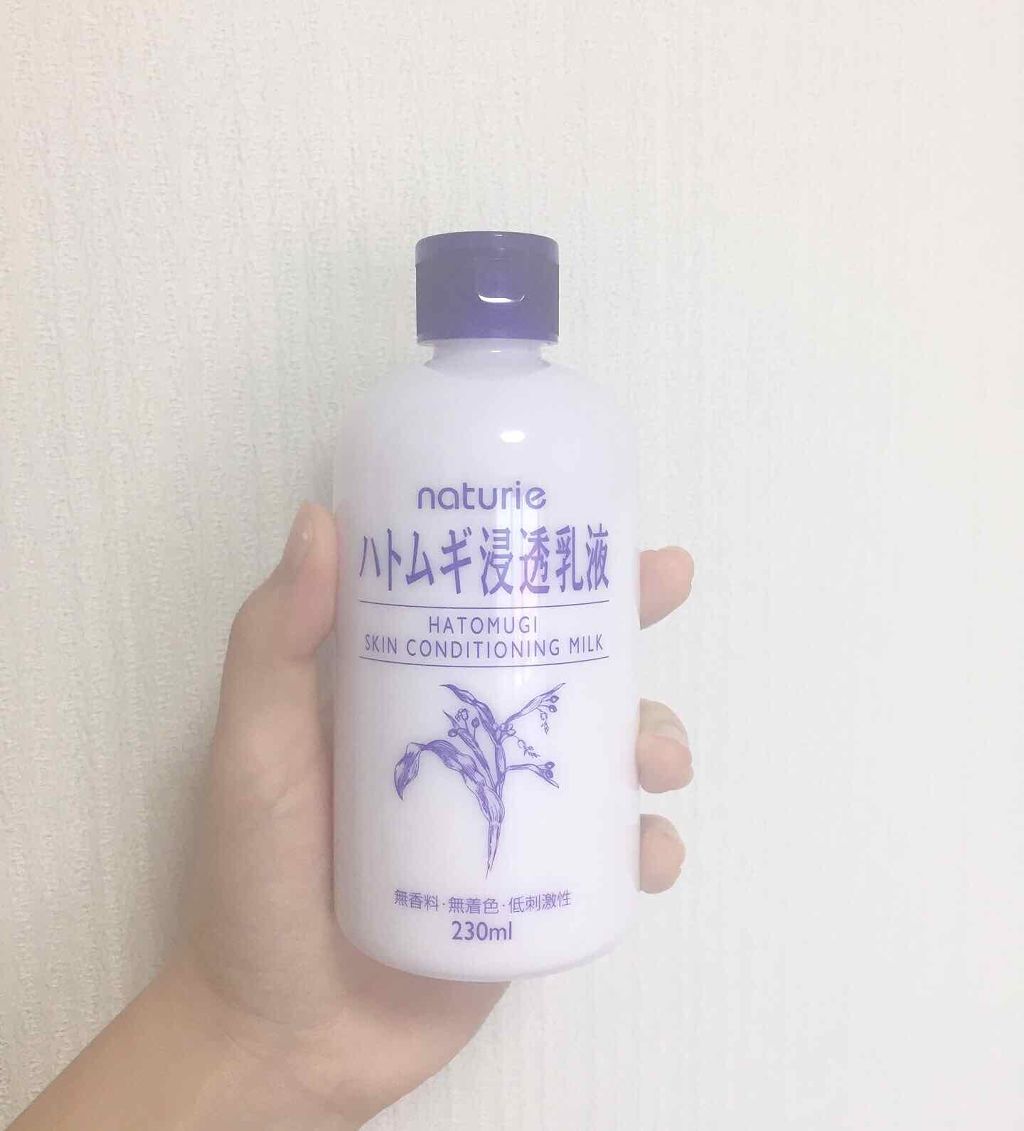 naturie
ハトムギ浸透乳液
HATOMUGI
SKIN CONDITIONING MILK
無香料・無着色・低刺激性
230ml